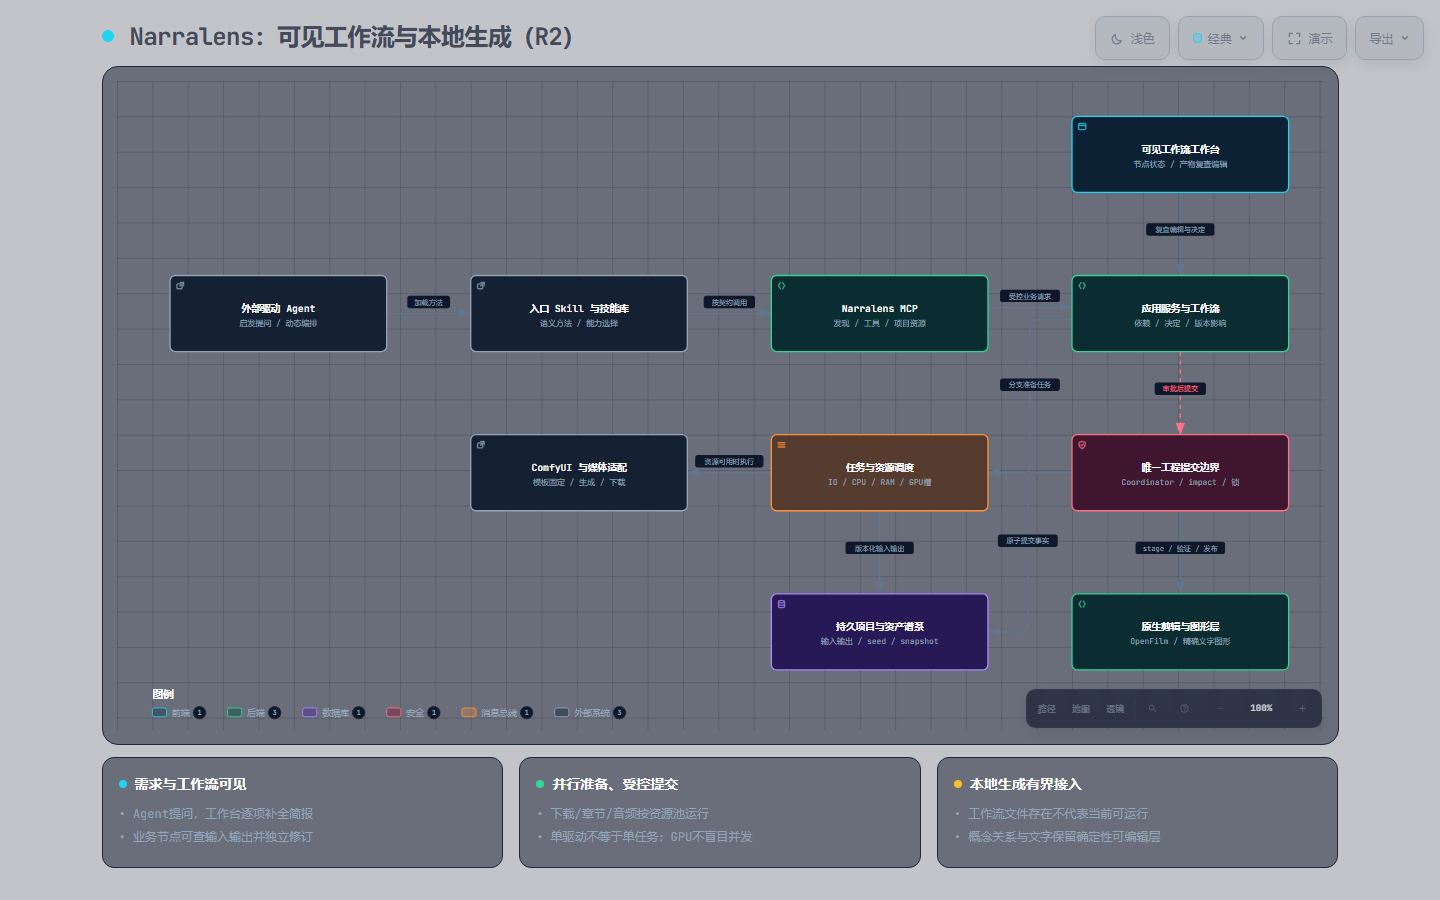 Narralens: 可见工作流与本地生成 (R2)
浅色
经典
演示
导出
可见工作流工作台
节点状态 / 产物复查编辑
复查编辑与决定
外部驱动 Agent
启发提问 / 动态编排
加载方法
入口 Skill 与技能库
语义方法 / 能力选择
按契约调用
Narralens MCP
发现 / 工具 / 项目资源
受控业务请求
应用服务与工作流
依赖 / 决定 / 版本影响
分支准备任务
审批后提交
ComfyUI 与媒体适配
模板固定 / 生成 / 下载
资源可用时执行
任务与资源调度
IO / CPU / RAM / GPU槽
唯一工程提交边界
Coordinator / impact / 锁
版本化输入输出
原子提交事实
stage / 验证 / 发布
持久项目与资产谱系
输入输出 / seed / snapshot
原生剪辑与图形层
OpenFilm / 精确文字图形
图例
前端 1
后端 3
数据库 1
安全 1
消息总线 1
外部系统 3
路径
地图
透镜
100%
需求与工作流可见
• Agent提问，工作台逐项补全简报
• 业务节点可查输入输出并独立修订
并行准备、受控提交
• 下载/章节/音频按资源池运行
• 单驱动不等于单任务；GPU不盲目并发
本地生成有界接入
• 工作流文件存在不代表当前可运行
• 概念关系与文字保留确定性可编辑层